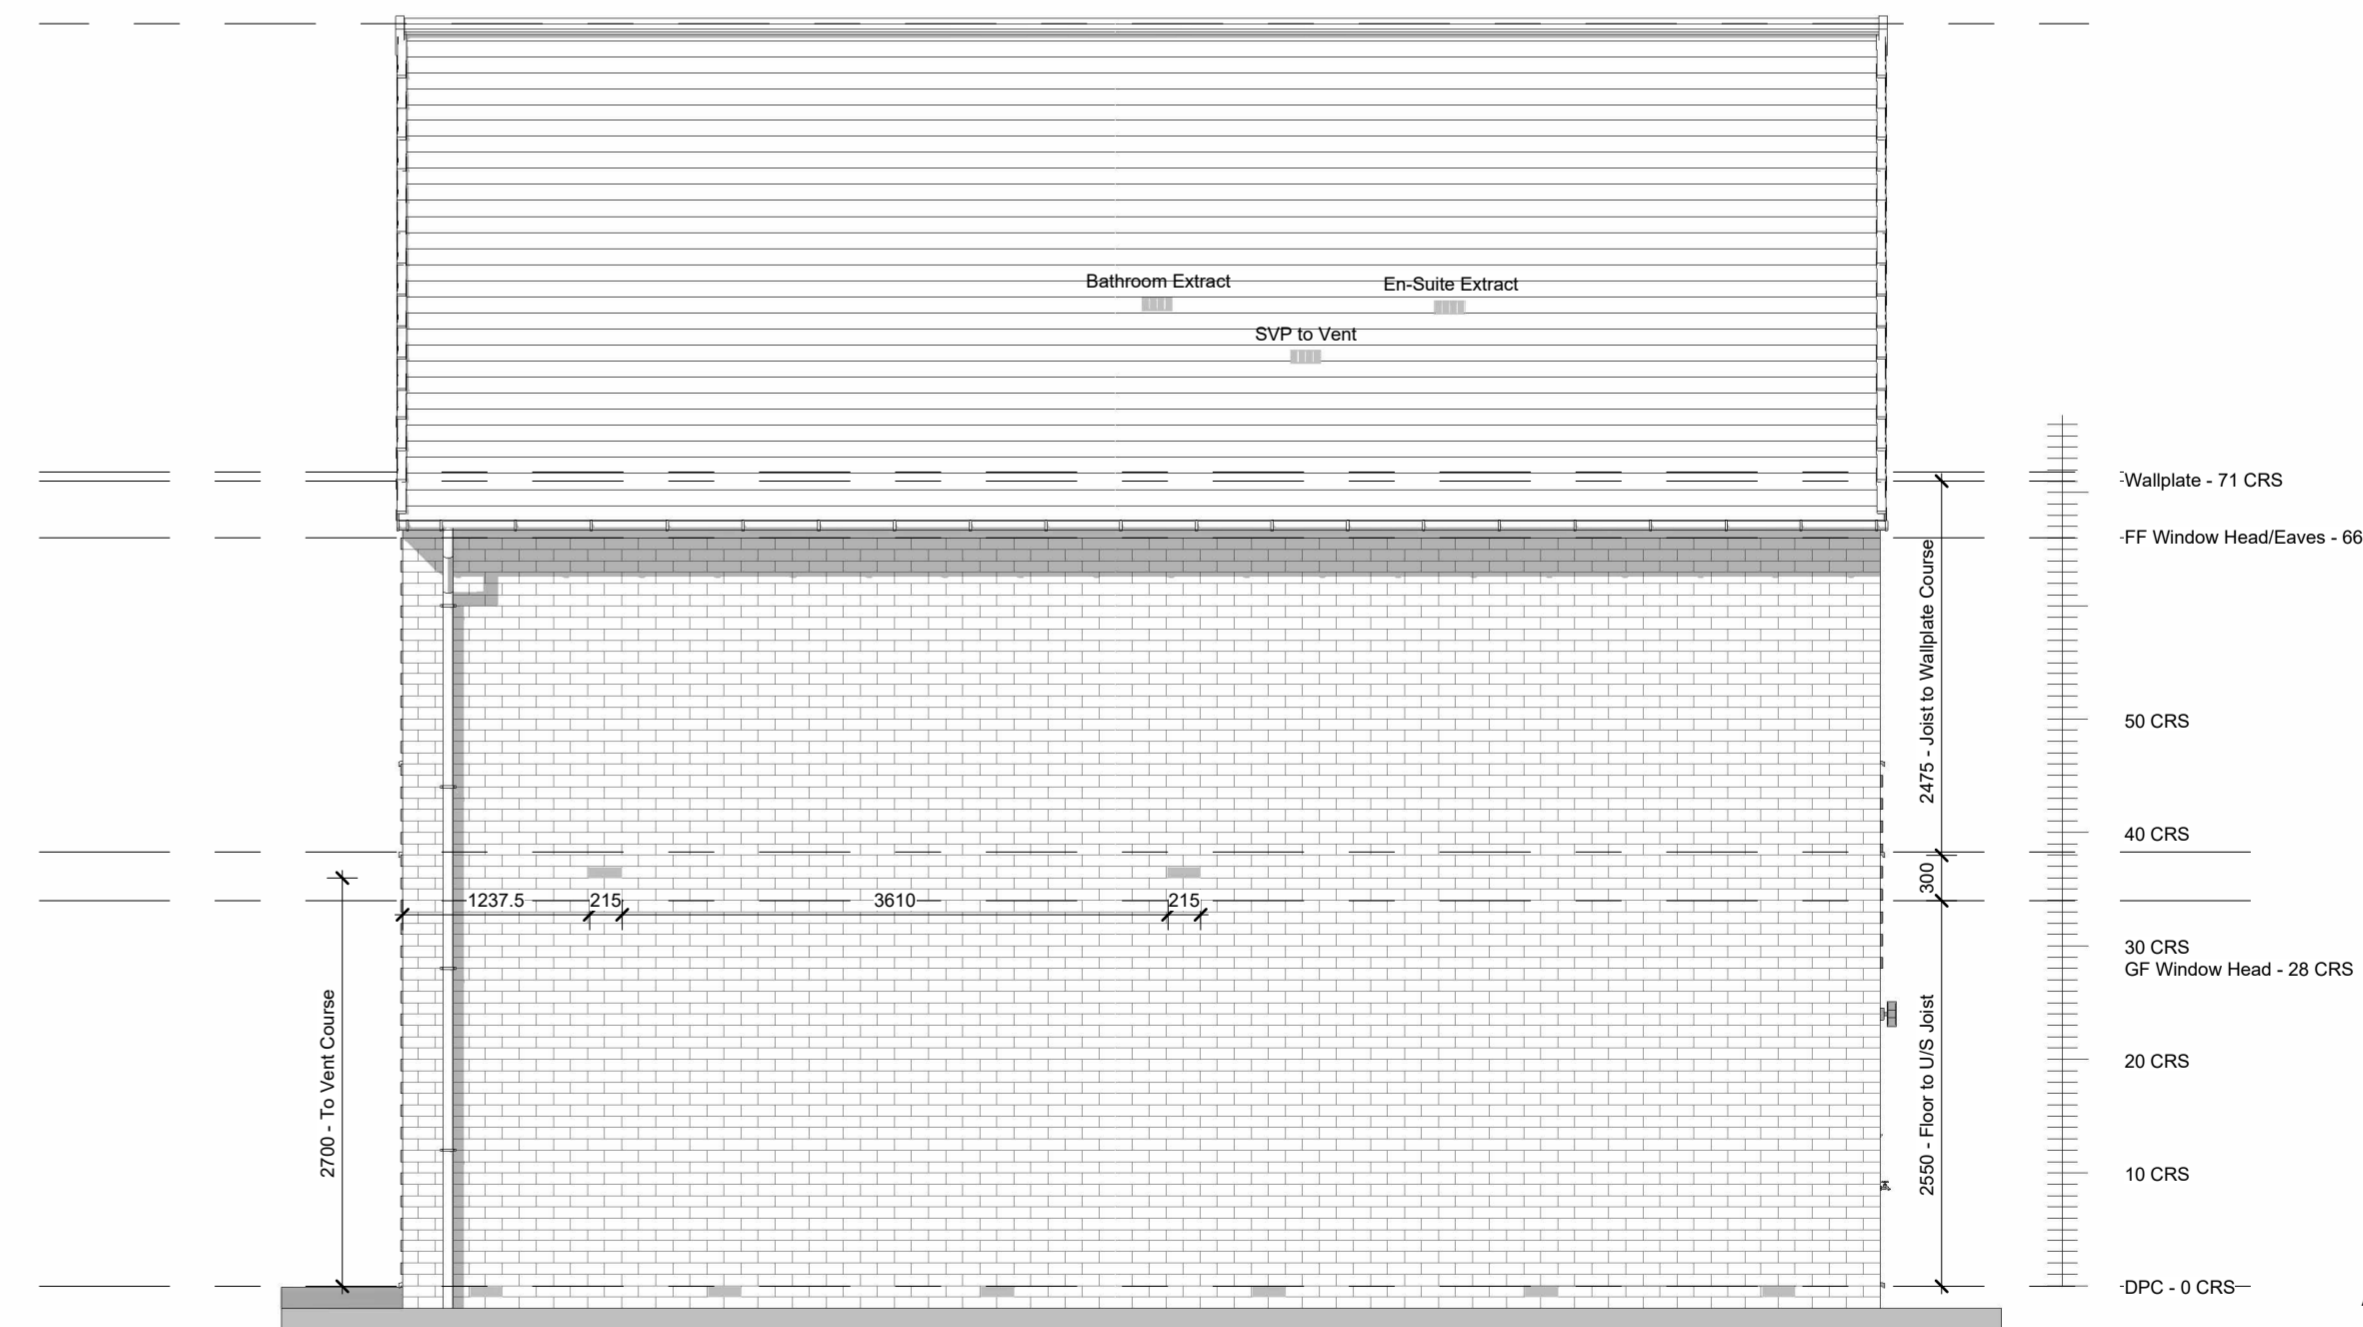 Bathroom Extract
En-Suite Extract
SVP to Vent
Wallplate - 71 CRS
FF Window Head/Eaves - 66
2475 - Joist to Wallplate Course
50 CRS
40 CRS
300
1237.5
215
3610
215
30 CRS
GF Window Head - 28 CRS
2700 - To Vent Course
2550 - Floor to U/S Joist
20 CRS
10 CRS
DPC - 0 CRS